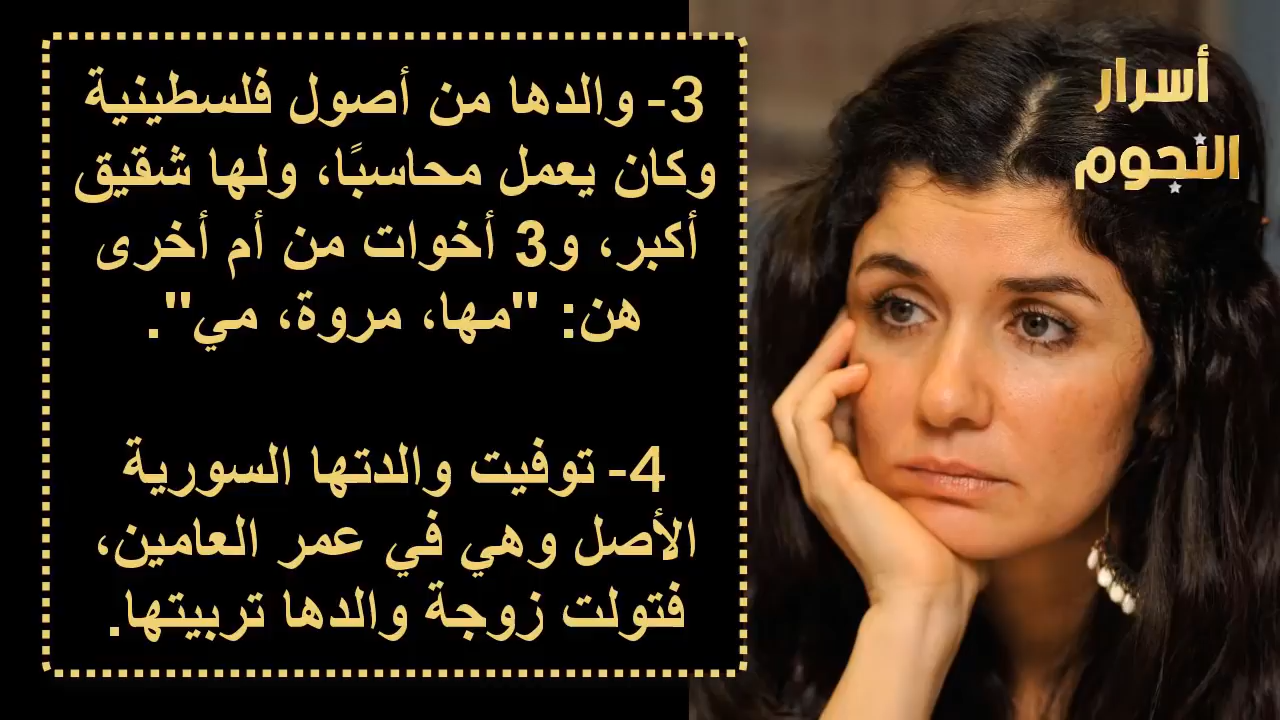 3- والدها من أصول فلسطينية
وكان يعمل محاسبًا، ولها شقيق
أكبر، و3 أخوات من أم أخرى
هن: "مها، مروة، مي".
4- توفيت والدتها السورية
الأصل وهي في عمر العامين،
فتولت زوجة والدها تربيتها.
أسرار
النجوم